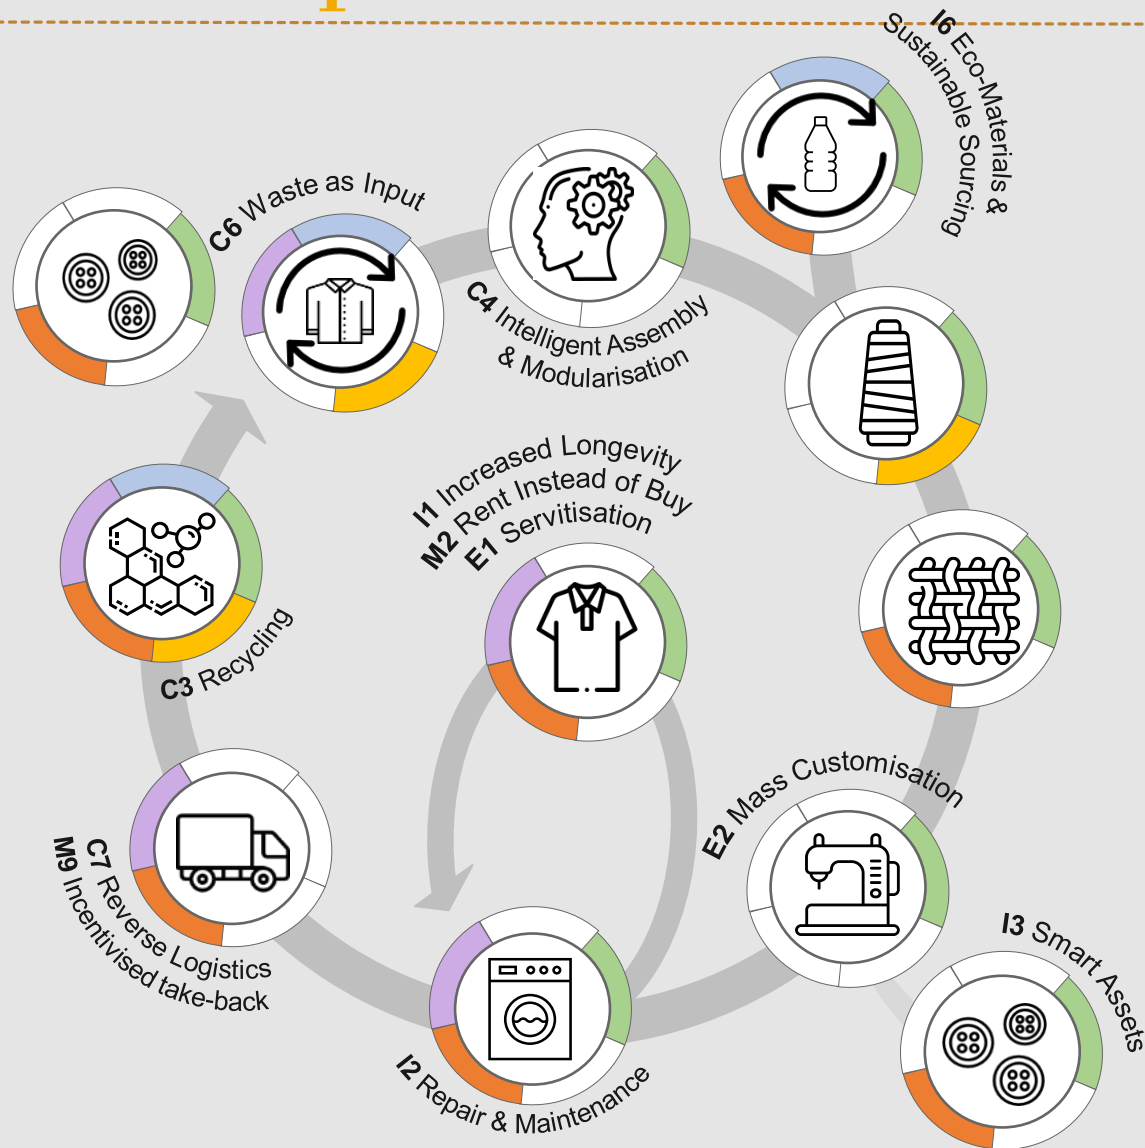 I6 Eco-Materials &
Sustainable Sourcing
C6 Waste as Input
C4 Intelligent Assembly
& Modularisation
I1 Increased Longevity
M2 Rent Instead of Buy
E1 Servitisation
C3 Recycling
E2 Mass Customisation
C7 Reverse Logistics
M9 Incentivised take-back
I3 Smart Assets
I2 Repair & Maintenance